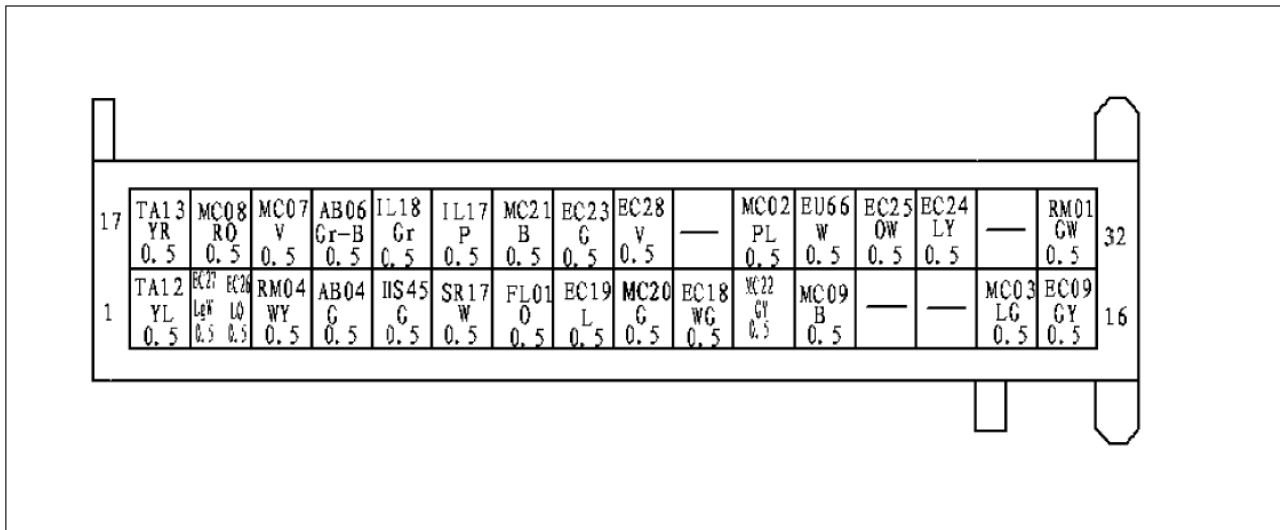 17 TA13 MC08 MC07 AB06 IL18 IL17 MC21 EC23 EC28 — MC02 EU66 EC25 EC24 — RM01 32
YR RO V Gr-B Gr P B G V PL W OW LY GW
0.5 0.5 0.5 0.5 0.5 0.5 0.5 0.5 0.5 0.5 0.5 0.5 0.5 0.5
1 TA12 EC27 EC26 RM04 AB04 SR17 FL01 EC19 MC20 EC18 MC22 MC09 — — MC03 EC09 16
YL LgW LO WY G G W O L G WG GY B LG GY
0.5 0.5 0.5 0.5 0.5 0.5 0.5 0.5 0.5 0.5 0.5 0.5 0.5 0.5 0.5